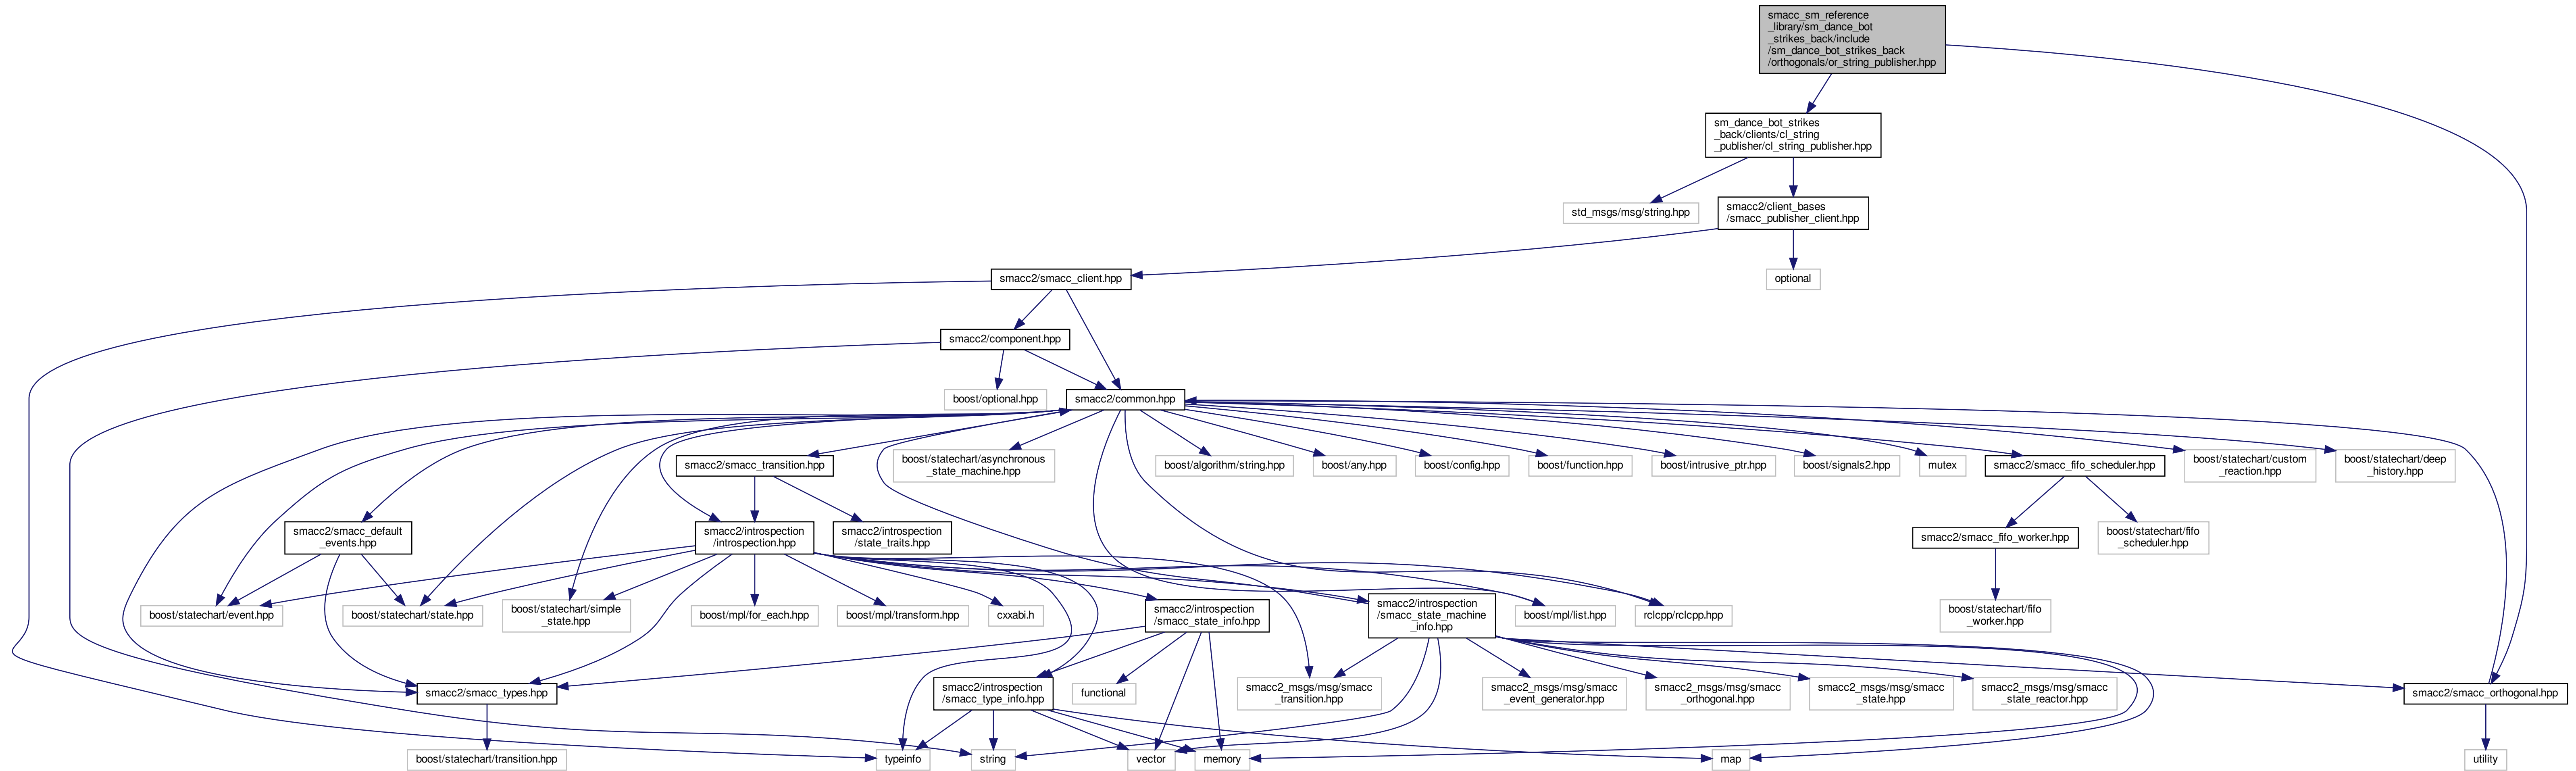 smacc_sm_reference
_library/sm_dance_bot
_strikes_back/include
/sm_dance_bot_strikes_back
/orthogonals/or_string_publisher.hpp
sm_dance_bot_strikes
_back/clients/cl_string
_publisher/cl_string_publisher.hpp
std_msgs/msg/string.hpp
smacc2/client_bases
/smacc_publisher_client.hpp
smacc2/smacc_client.hpp
optional
smacc2/component.hpp
boost/optional.hpp
smacc2/common.hpp
smacc2/smacc_transition.hpp
boost/statechart/asynchronous
_state_machine.hpp
boost/algorithm/string.hpp
boost/any.hpp
boost/config.hpp
boost/function.hpp
boost/intrusive_ptr.hpp
boost/signals2.hpp
mutex
smacc2/smacc_fifo_scheduler.hpp
boost/statechart/custom
_reaction.hpp
boost/statechart/deep
_history.hpp
smacc2/smacc_default
_events.hpp
smacc2/introspection
/introspection.hpp
smacc2/introspection
/state_traits.hpp
smacc2/smacc_fifo_worker.hpp
boost/statechart/fifo
_scheduler.hpp
boost/statechart/event.hpp
boost/statechart/state.hpp
boost/statechart/simple
_state.hpp
boost/mpl/for_each.hpp
boost/mpl/transform.hpp
cxxabi.h
smacc2/introspection
/smacc_state_info.hpp
smacc2/introspection
/smacc_state_machine
_info.hpp
boost/mpl/list.hpp
rclcpp/rclcpp.hpp
boost/statechart/fifo
_worker.hpp
smacc2/smacc_types.hpp
smacc2/introspection
/smacc_type_info.hpp
functional
smacc2_msgs/msg/smacc
_transition.hpp
smacc2_msgs/msg/smacc
_event_generator.hpp
smacc2_msgs/msg/smacc
_orthogonal.hpp
smacc2_msgs/msg/smacc
_state.hpp
smacc2_msgs/msg/smacc
_state_reactor.hpp
smacc2/smacc_orthogonal.hpp
boost/statechart/transition.hpp
typeinfo
string
vector
memory
map
utility